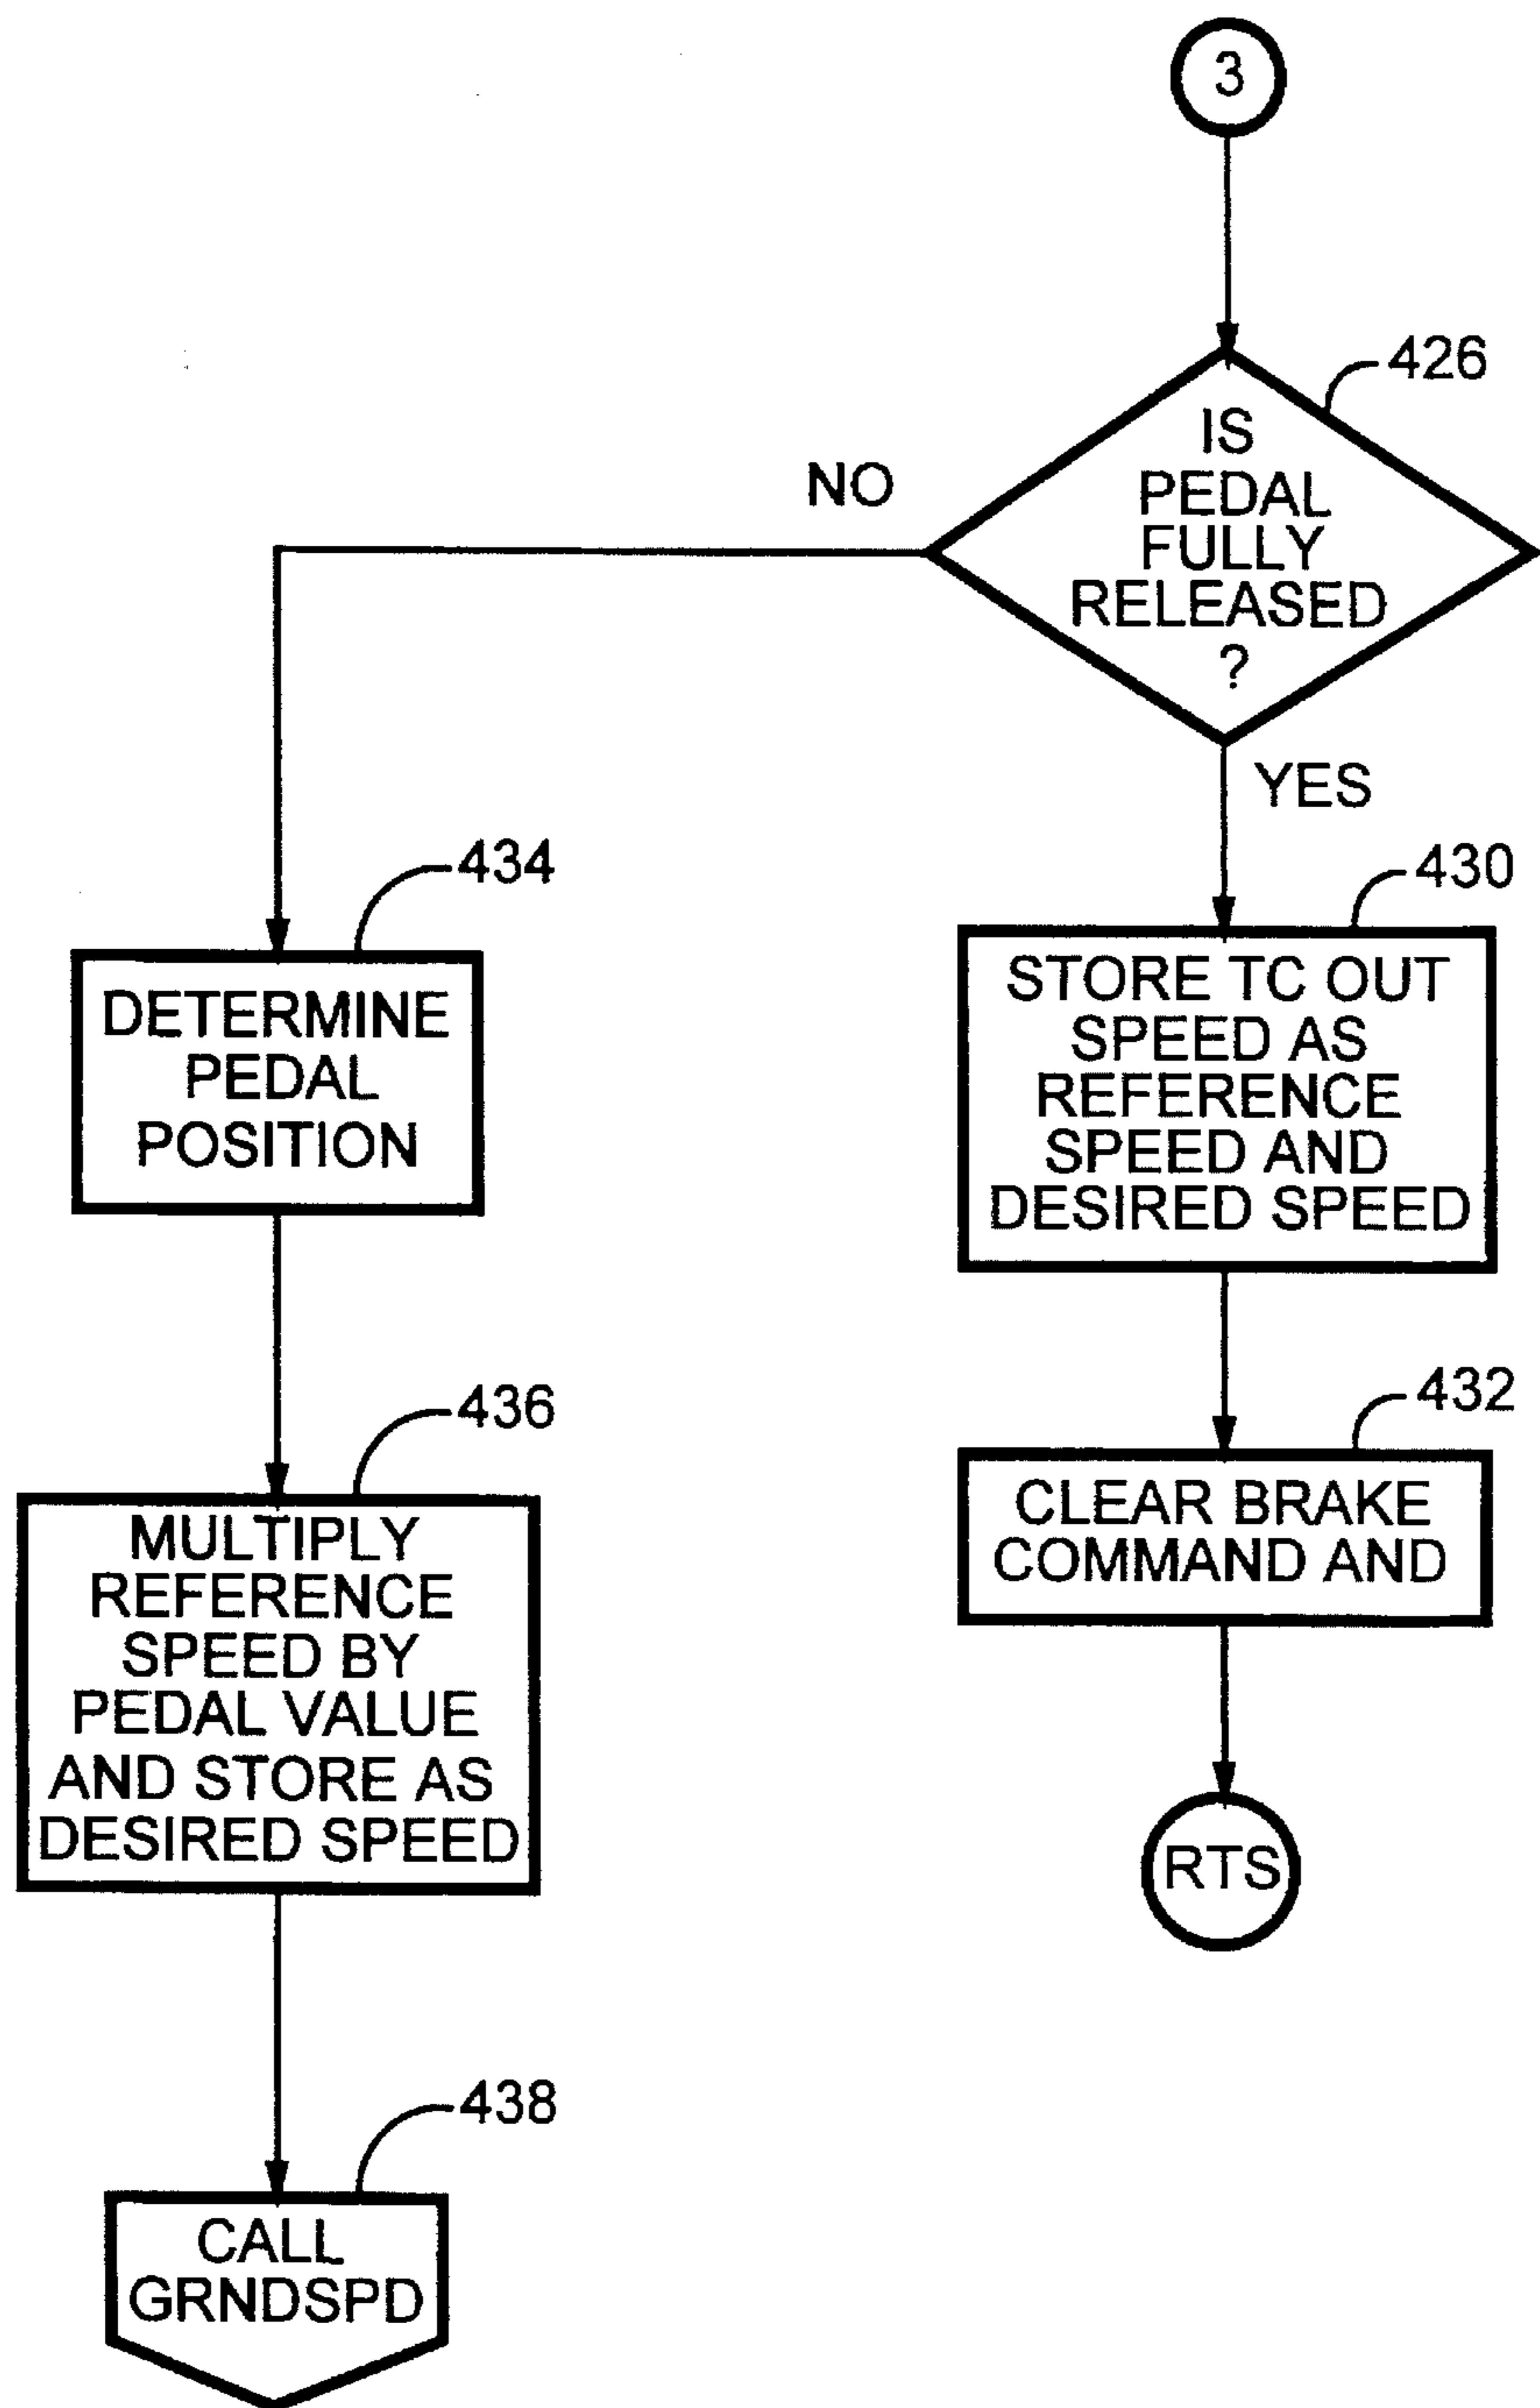 3
426
IS
PEDAL
FULLY
RELEASED
?
NO
YES
434
DETERMINE
PEDAL
POSITION
430
STORE TC OUT
SPEED AS
REFERENCE
SPEED AND
DESIRED SPEED
436
MULTIPLY
REFERENCE
SPEED BY
PEDAL VALUE
AND STORE AS
DESIRED SPEED
432
CLEAR BRAKE
COMMAND AND
RTS
438
CALL
GRNDSPD